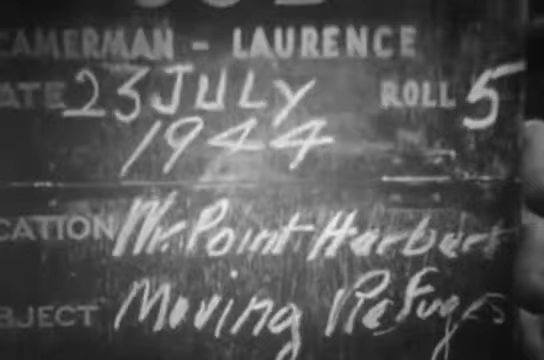 CAMERMAN - LAURENCE
ATE 23 JULY ROLL 5
1944
CATION Nr. Point
BJECT Moving Refuges